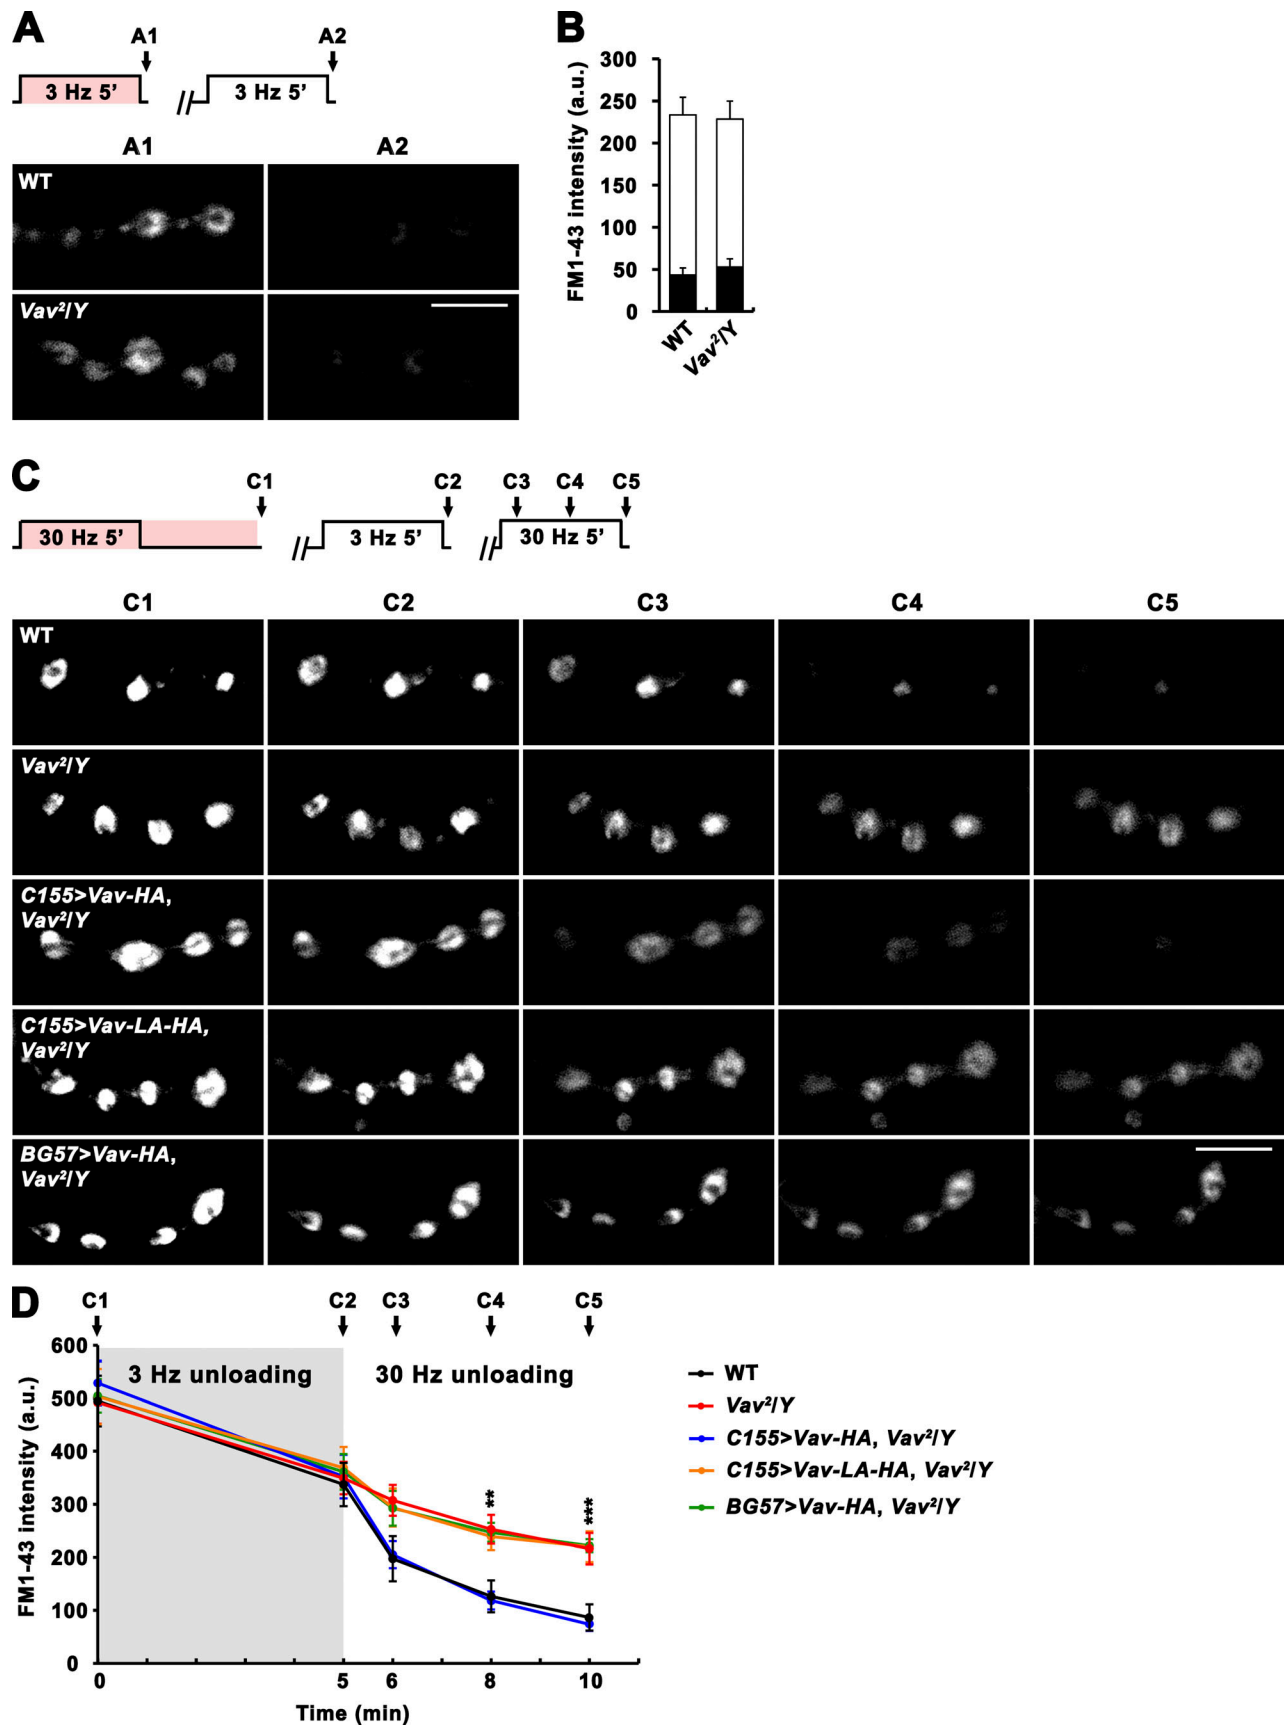 A
A1
A2
3 Hz 5'
//
3 Hz 5'
A1
A2
WT
Vav²/Y
B
FM1-43 intensity (a.u.)
300
250
200
150
100
50
0
WT
Vav²/Y
C
C1
C2
C3
C4
C5
30 Hz 5'
//
3 Hz 5'
//
30 Hz 5'
C1
C2
C3
C4
C5
WT
Vav²/Y
C155>Vav-HA,
Vav²/Y
C155>Vav-LA-HA,
Vav²/Y
BG57>Vav-HA,
Vav²/Y
D
C1
C2
C3
C4
C5
FM1-43 intensity (a.u.)
600
500
400
300
200
100
0
3 Hz unloading
30 Hz unloading
**
***
0
5
6
8
10
Time (min)
WT
Vav²/Y
C155>Vav-HA, Vav²/Y
C155>Vav-LA-HA, Vav²/Y
BG57>Vav-HA, Vav²/Y